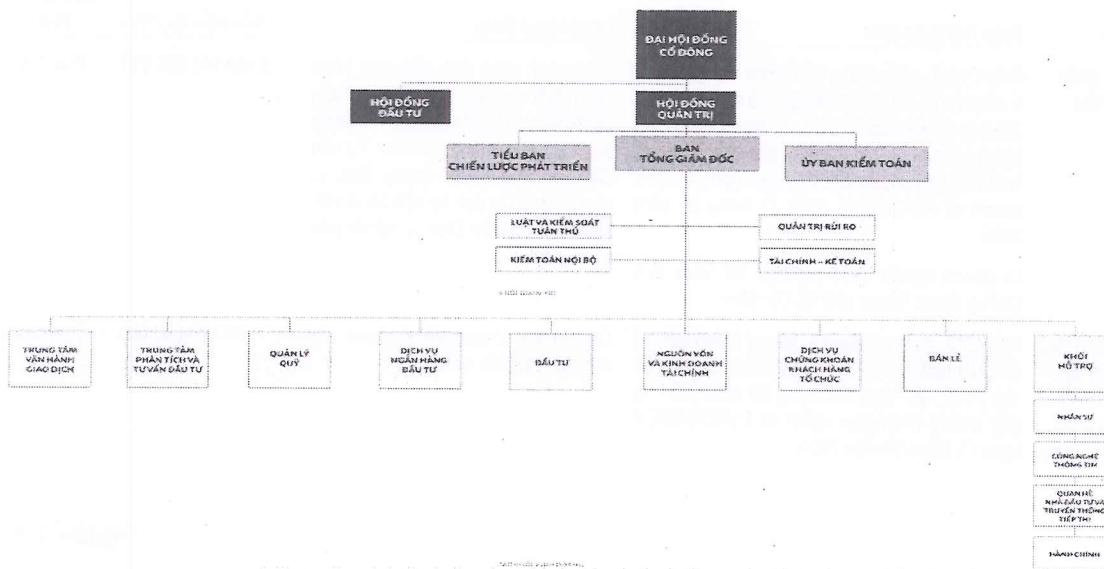 ĐẠI HỘI ĐỒNG
CỔ ĐÔNG
HỘI ĐỒNG
ĐẦU TƯ
HỘI ĐỒNG
QUẢN TRỊ
TIỂU BAN
CHIẾN LƯỢC PHÁT TRIỂN
BAN
TỔNG GIÁM ĐỐC
ỦY BAN KIỂM TOÁN
LUẬT VÀ KIỂM SOÁT
TUÂN THỦ
QUẢN TRỊ RỦI RO
KIỂM TOÁN NỘI BỘ
TÀI CHÍNH – KẾ TOÁN
TRUNG TÂM
VẬN HÀNH
GIAO DỊCH
TRUNG TÂM
PHÂN TÍCH VÀ
TƯ VẤN ĐẦU TƯ
QUẢN LÝ
QUỸ
DỊCH VỤ
NGÂN HÀNG
ĐẦU TƯ
ĐẦU TƯ
NGUỒN VỐN
VÀ KINH DOANH
TÀI CHÍNH
DỊCH VỤ
CHỨNG KHOÁN
KHÁCH HÀNG
TỔ CHỨC
BÁN LẺ
KHỐI
HỖ TRỢ
NHÂN SỰ
CÔNG NGHỆ
THÔNG TIN
QUAN HỆ
NHÀ ĐẦU TƯ VÀ
TRUYỀN THÔNG
TIẾP THỊ
HÀNH CHÍNH